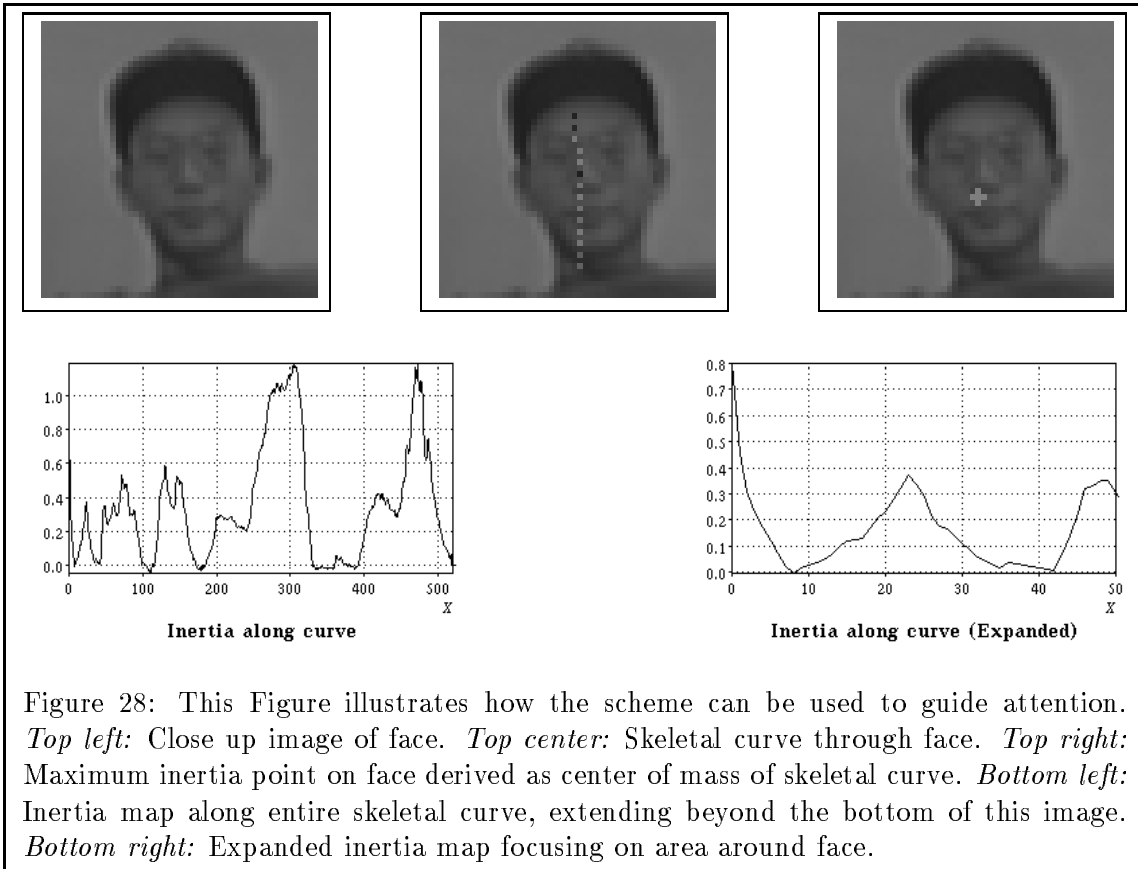 1.0
0.8
0.6
0.4
0.2
0.0
0 100 200 300 400 500
X
Inertia along curve
0.8
0.7
0.6
0.5
0.4
0.3
0.2
0.1
0.0
0 10 20 30 40 50
X
Inertia along curve (Expanded)
Figure 28: This Figure illustrates how the scheme can be used to guide attention.
Top left: Close up image of face. Top center: Skeletal curve through face. Top right:
Maximum inertia point on face derived as center of mass of skeletal curve. Bottom left:
Inertia map along entire skeletal curve, extending beyond the bottom of this image.
Bottom right: Expanded inertia map focusing on area around face.